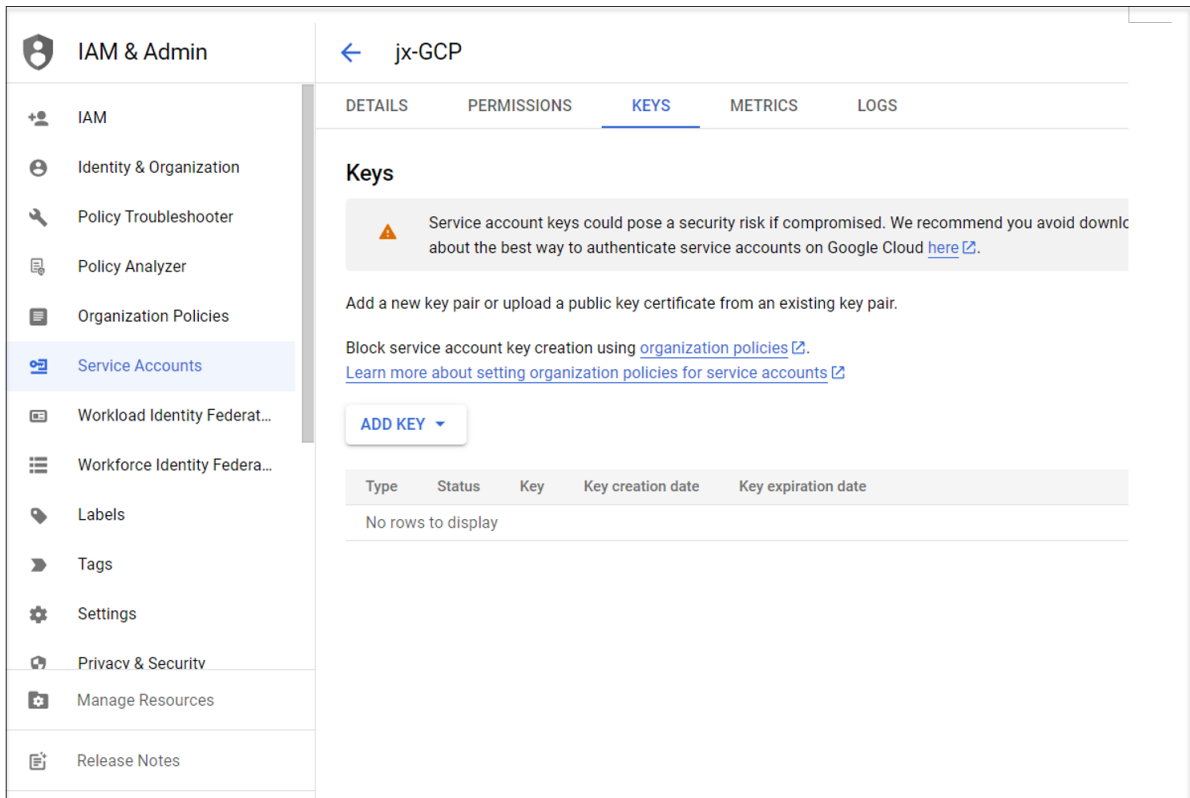 IAM & Admin
IAM
Identity & Organization
Policy Troubleshooter
Policy Analyzer
Organization Policies
Service Accounts
Workload Identity Federat...
Workforce Identity Federa...
Labels
Tags
Settings
Privacy & Security
Manage Resources
Release Notes
jx-GCP
DETAILS PERMISSIONS KEYS METRICS LOGS
Keys
Service account keys could pose a security risk if compromised. We recommend you avoid downlo
about the best way to authenticate service accounts on Google Cloud here.
Add a new key pair or upload a public key certificate from an existing key pair.
Block service account key creation using organization policies.
Learn more about setting organization policies for service accounts
ADD KEY
Type Status Key Key creation date Key expiration date
No rows to display